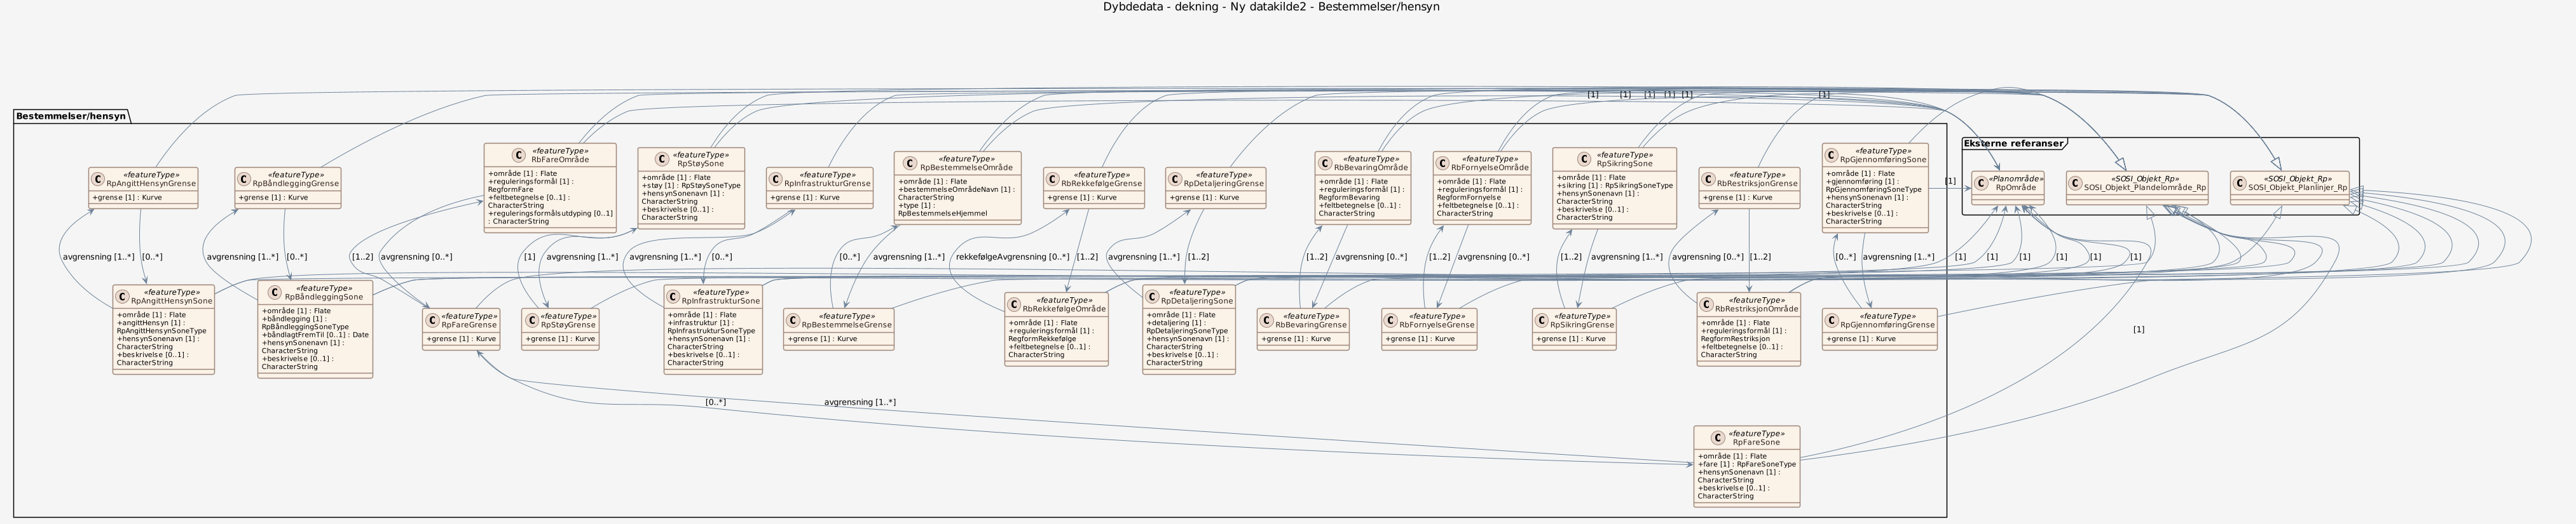 Dybdedata - dekning - Ny datakilde2 - Bestemmelser/hensyn
Bestemmelser/hensyn
[1]
[1]
[1]
[1]
[1]
[1]
Eksterne referanser
«featureType»
RpAngittHensynGrense
+grense [1] : Kurve
«featureType»
RpBåndleggingGrense
+grense [1] : Kurve
«featureType»
RbFareOmråde
+område [1] : Flate
+reguleringsformål [1] :
RegformFare
+feltbetegnelse [0..1] :
CharacterString
+reguleringsformålsutdyping [0..1]
: CharacterString
«featureType»
RpStøySone
+område [1] : Flate
+støy [1] : RpStøySoneType
+hensynSonenavn [1] :
CharacterString
+beskrivelse [0..1] :
CharacterString
«featureType»
RpInfrastrukturGrense
+grense [1] : Kurve
«featureType»
RpBestemmelseOmråde
+område [1] : Flate
+bestemmelseOmrådeNavn [1] :
CharacterString
+type [1] :
RpBestemmelseHjemmel
«featureType»
RbRekkefølgeGrense
+grense [1] : Kurve
«featureType»
RpDetaljeringGrense
+grense [1] : Kurve
«featureType»
RbBevaringOmråde
+område [1] : Flate
+reguleringsformål [1] :
RegformBevaring
+feltbetegnelse [0..1] :
CharacterString
«featureType»
RbFornyelseOmråde
+område [1] : Flate
+reguleringsformål [1] :
RegformFornyelse
+feltbetegnelse [0..1] :
CharacterString
«featureType»
RpSikringSone
+område [1] : Flate
+sikring [1] : RpSikringSoneType
+hensynSonenavn [1] :
CharacterString
+beskrivelse [0..1] :
CharacterString
«featureType»
RbRestriksjonGrense
+grense [1] : Kurve
«featureType»
RpGjennomføringSone
+område [1] : Flate
+gjennomføring [1] :
RpGjennomføringSoneType
+hensynSonenavn [1] :
CharacterString
+beskrivelse [0..1] :
CharacterString
[1]
«Planområde»
RpOmråde
«SOSI_Objekt_Rp»
SOSI_Objekt_Plandelområde_Rp
«SOSI_Objekt_Rp»
SOSI_Objekt_Planlinjer_Rp
avgrensning [1..*]
[0..*]
avgrensning [1..*]
[0..*]
[1..2]
avgrensning [0..*]
[1]
avgrensning [1..*]
avgrensning [1..*]
[0..*]
[0..*]
avgrensning [1..*]
rekkefølgeAvgrensning [0..*]
[1..2]
avgrensning [1..*]
[1..2]
[1..2]
avgrensning [0..*]
[1..2]
avgrensning [0..*]
[1..2]
avgrensning [1..*]
avgrensning [0..*]
[1..2]
[0..*]
avgrensning [1..*]
[1]
[1]
[1]
[1]
[1]
[1]
«featureType»
RpAngittHensynSone
+område [1] : Flate
+angittHensyn [1] :
RpAngittHensynSoneType
+hensynSonenavn [1] :
CharacterString
+beskrivelse [0..1] :
CharacterString
«featureType»
RpBåndleggingSone
+område [1] : Flate
+båndlegging [1] :
RpBåndleggingSoneType
+båndlagtFremTil [0..1] : Date
+hensynSonenavn [1] :
CharacterString
+beskrivelse [0..1] :
CharacterString
«featureType»
RpFareGrense
+grense [1] : Kurve
«featureType»
RpStøyGrense
+grense [1] : Kurve
«featureType»
RpInfrastrukturSone
+område [1] : Flate
+infrastruktur [1] :
RpInfrastrukturSoneType
+hensynSonenavn [1] :
CharacterString
+beskrivelse [0..1] :
CharacterString
«featureType»
RpBestemmelseGrense
+grense [1] : Kurve
«featureType»
RbRekkefølgeOmråde
+område [1] : Flate
+reguleringsformål [1] :
RegformRekkefølge
+feltbetegnelse [0..1] :
CharacterString
«featureType»
RpDetaljeringSone
+område [1] : Flate
+detaljering [1] :
RpDetaljeringSoneType
+hensynSonenavn [1] :
CharacterString
+beskrivelse [0..1] :
CharacterString
«featureType»
RbBevaringGrense
+grense [1] : Kurve
«featureType»
RbFornyelseGrense
+grense [1] : Kurve
«featureType»
RpSikringGrense
+grense [1] : Kurve
«featureType»
RbRestriksjonOmråde
+område [1] : Flate
+reguleringsformål [1] :
RegformRestriksjon
+feltbetegnelse [0..1] :
CharacterString
«featureType»
RpGjennomføringGrense
+grense [1] : Kurve
[1]
[0..*]
avgrensning [1..*]
«featureType»
RpFareSone
+område [1] : Flate
+fare [1] : RpFareSoneType
+hensynSonenavn [1] :
CharacterString
+beskrivelse [0..1] :
CharacterString